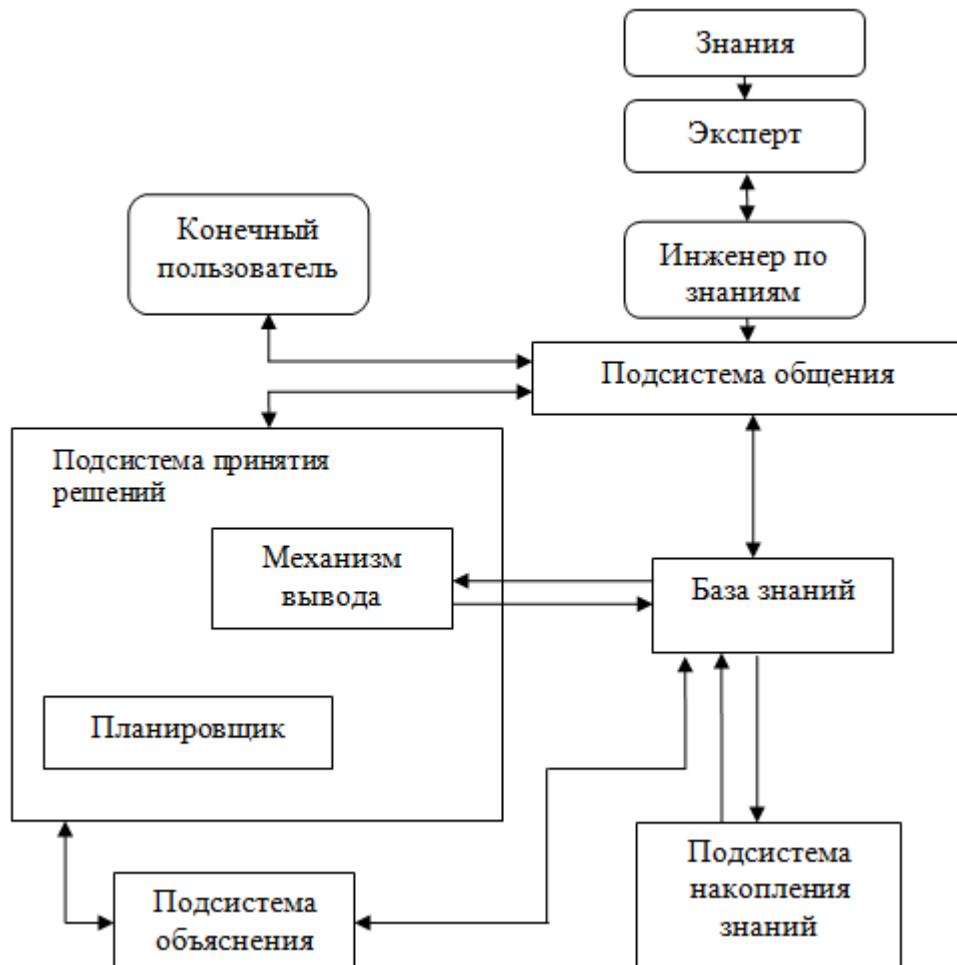 Знания
Эксперт
Конечный
пользователь
Инженер по
знаниям
Подсистема общения
Подсистема принятия
решений
Механизм
вывода
База знаний
Планировщик
Подсистема
накопления
знаний
Подсистема
объяснения